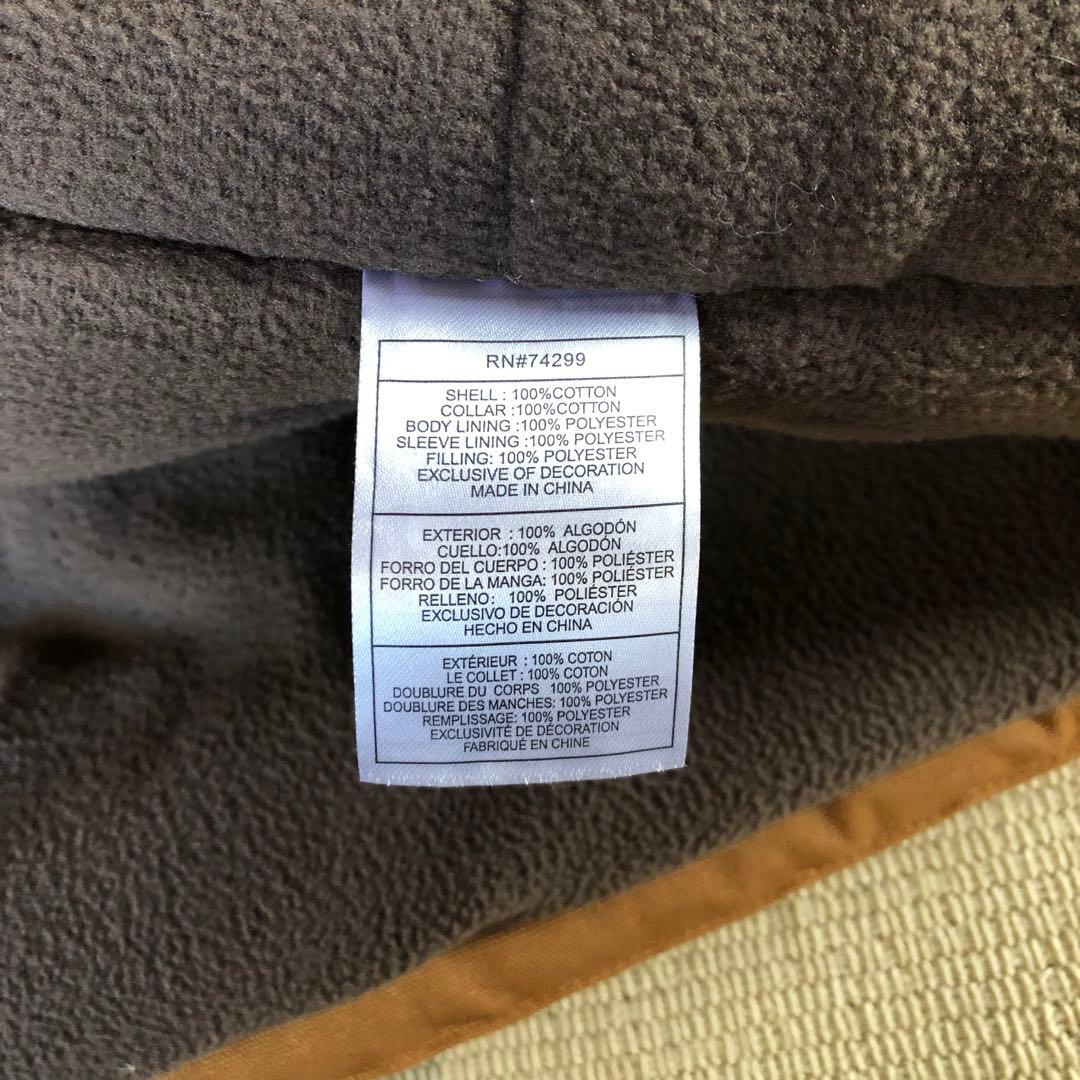 RN#74299
SHELL : 100%COTTON
COLLAR :100%COTTON
BODY LINING :100% POLYESTER
SLEEVE LINING :100% POLYESTER
FILLING: 100% POLYESTER
EXCLUSIVE OF DECORATION
MADE IN CHINA
EXTERIOR : 100% ALGODÓN
CUELLO:100% ALGODÓN
FORRO DEL CUERPO : 100% POLIÉSTER
FORRO DE LA MANGA: 100% POLIÉSTER
RELLENO: 100% POLIÉSTER
EXCLUSIVO DE DECORACIÓN
HECHO EN CHINA
EXTÉRIEUR : 100% COTON
LE COLLET : 100% COTON
DOUBLURE DU CORPS 100% POLYESTER
DOUBLURE DES MANCHES: 100% POLYESTER
REMPLISSAGE: 100% POLYESTER
EXCLUSIVITÉ DE DÉCORATION
FABRIQUÉ EN CHINE